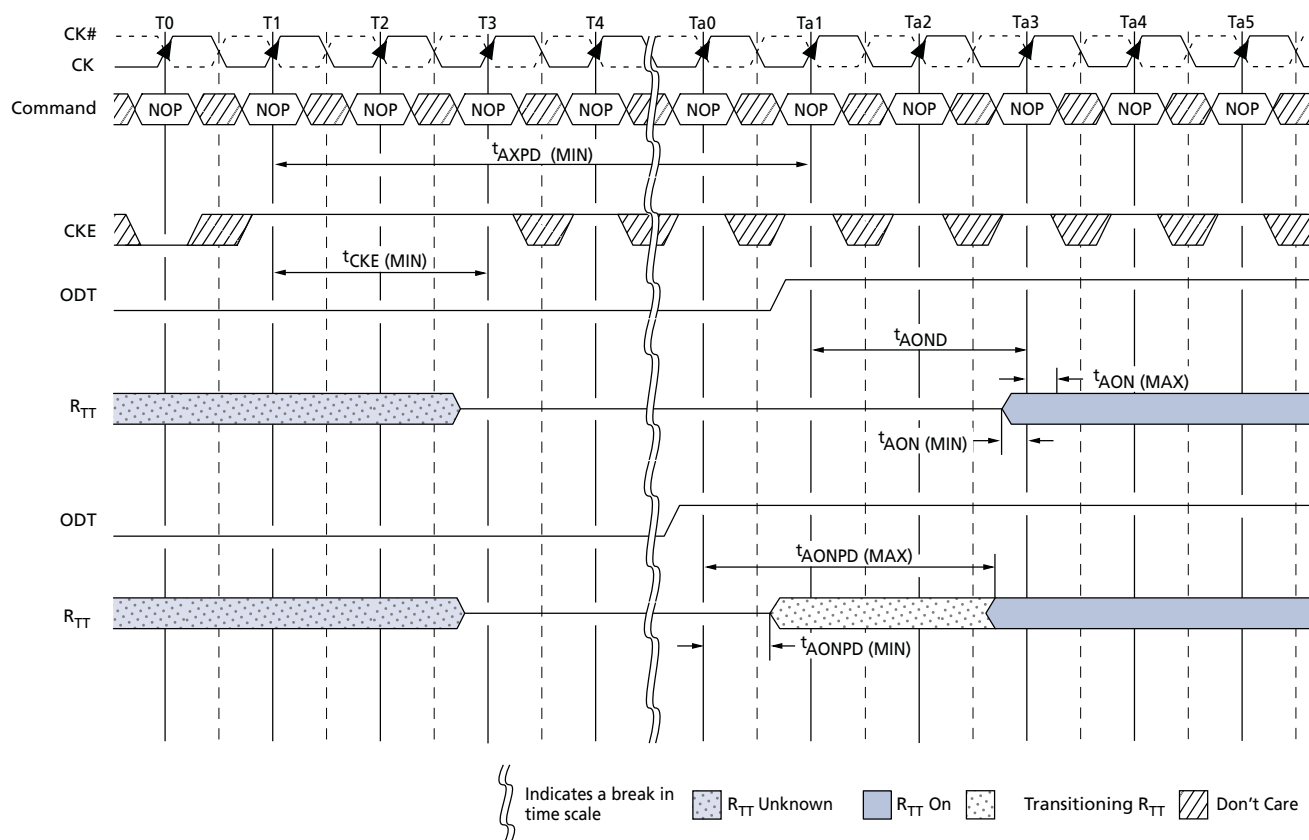 T0 T1 T2 T3 T4 Ta0 Ta1 Ta2 Ta3 Ta4 Ta5
CK#
CK
Command NOP NOP NOP NOP NOP NOP NOP NOP NOP NOP NOP
tAXPD (MIN)
CKE
tCKE (MIN)
ODT
tAOND
tAON (MAX)
RTT
tAON (MIN)
ODT
tAONPD (MAX)
RTT
tAONPD (MIN)
Indicates a break in
time scale
RTT Unknown
RTT On
Transitioning RTT
Don't Care